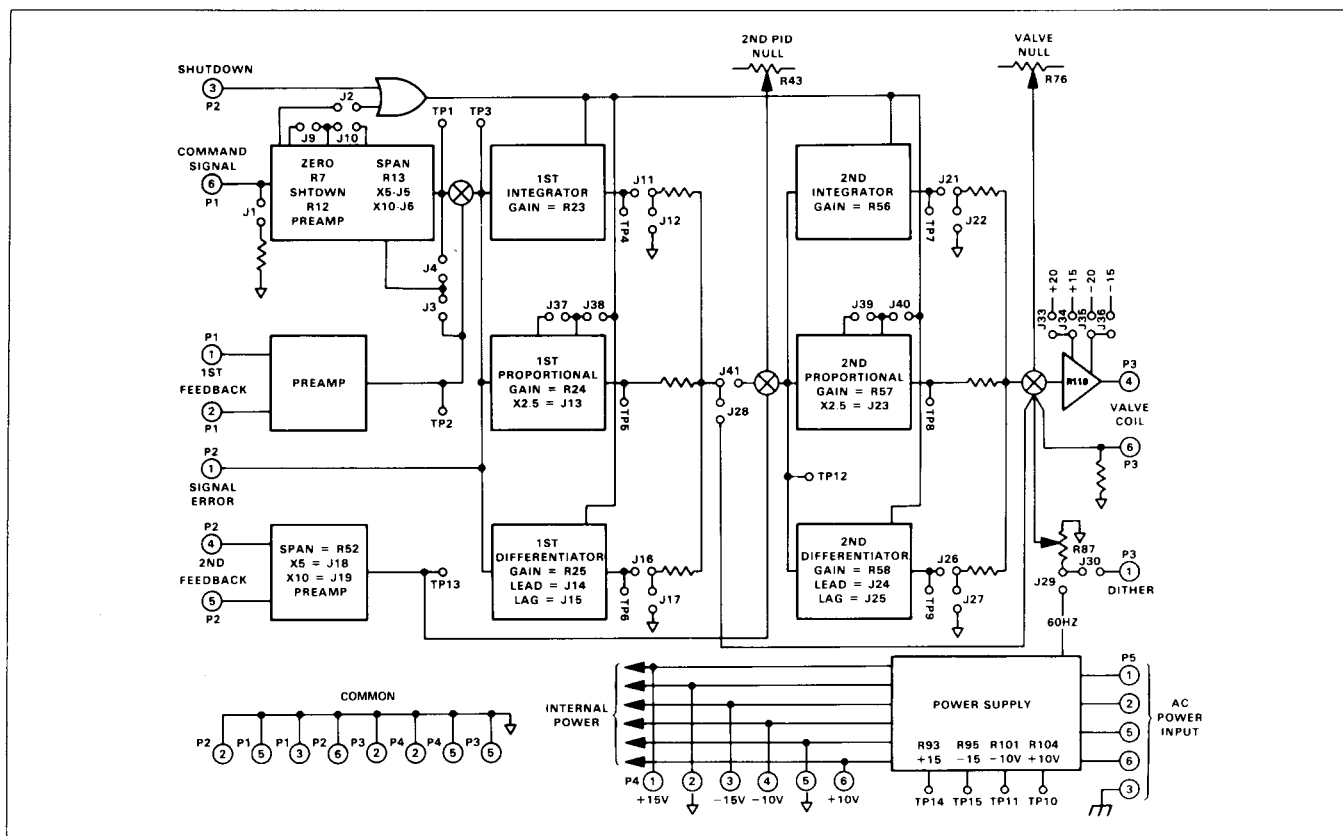 2ND PID
NULL
R43
VALVE
NULL
R76
SHUTDOWN
3
P2
J2
J9
J10
TP1
TP3
COMMAND
SIGNAL
6
P1
J1
ZERO
R7
SHTDWN
R12
PREAMP
SPAN
R13
X5-J5
X10-J6
J4
J3
1ST
INTEGRATOR
GAIN = R23
J11
J12
TP4
2ND
INTEGRATOR
GAIN = R56
J21
J22
TP7
+20
+15
-20
-15
J33
J34
J35
J36
P1
1
1ST
FEEDBACK
2
P1
PREAMP
TP2
J37
J38
1ST
PROPORTIONAL
GAIN = R24
X2.5 = J13
TP5
J41
J28
J39
J40
2ND
PROPORTIONAL
GAIN = R57
X2.5 = J23
TP8
R118
P3
4
VALVE
COIL
6
P3
P2
1
SIGNAL
ERROR
TP12
P2
4
2ND
FEEDBACK
5
P2
SPAN = R52
X5 = J18
X10 = J19
PREAMP
TP13
1ST
DIFFERENTIATOR
GAIN = R25
LEAD = J14
LAG = J15
J16
J17
TP6
2ND
DIFFERENTIATOR
GAIN = R58
LEAD = J24
LAG = J25
J26
J27
TP9
R87
J30
J29
P3
1
DITHER
60HZ
COMMON
P2 P1 P1 P2 P3 P4 P4 P3
2 5 3 6 2 2 5 5
INTERNAL
POWER
P4 1 2 3 4 5 6
+15V -15V -10V +10V
POWER SUPPLY
R93 R95 R101 R104
+15 -15 -10V +10V
TP14 TP15 TP11 TP10
P5
1
2
5
6
3
AC
POWER
INPUT